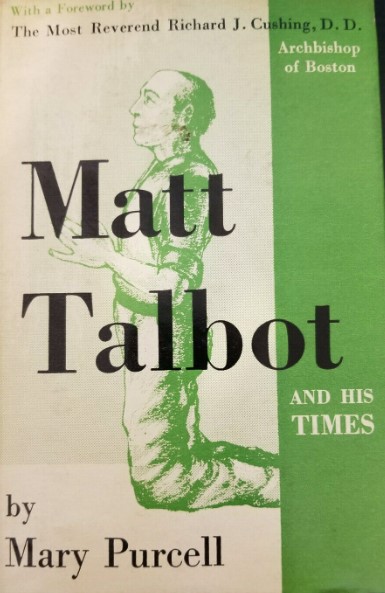 With a Foreword by
The Most Reverend Richard J. Cushing, D. D.
Archbishop
of Boston
Matt
Talbot
AND HIS
TIMES
by
Mary Purcell